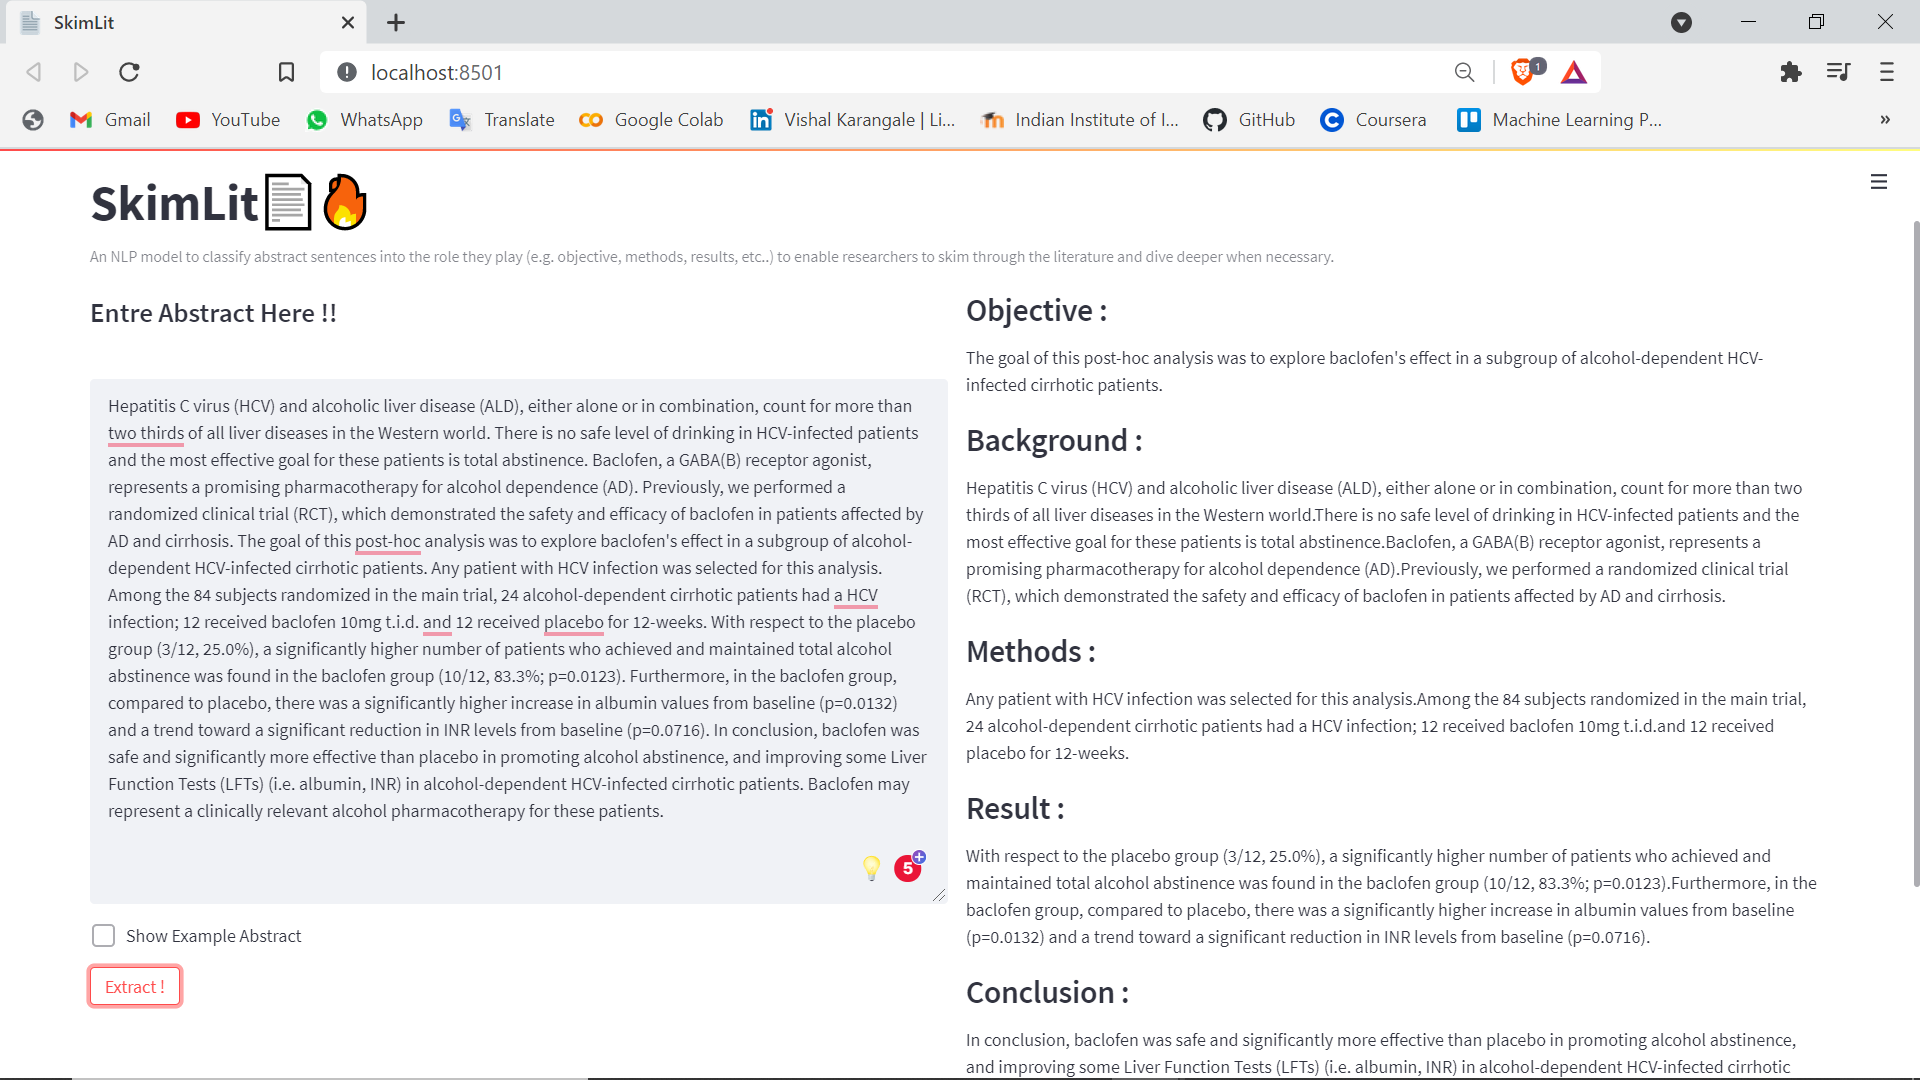 SkimLit
localhost:8501
1
Gmail
YouTube
WhatsApp
Translate
Google Colab
Vishal Karangale | Li...
Indian Institute of I...
GitHub
Coursera
Machine Learning P...
»
SkimLit
An NLP model to classify abstract sentences into the role they play (e.g. objective, methods, results, etc..) to enable researchers to skim through the literature and dive deeper when necessary.
Entre Abstract Here !!
Hepatitis C virus (HCV) and alcoholic liver disease (ALD), either alone or in combination, count for more than
two thirds of all liver diseases in the Western world. There is no safe level of drinking in HCV-infected patients
and the most effective goal for these patients is total abstinence. Baclofen, a GABA(B) receptor agonist,
represents a promising pharmacotherapy for alcohol dependence (AD). Previously, we performed a
randomized clinical trial (RCT), which demonstrated the safety and efficacy of baclofen in patients affected by
AD and cirrhosis. The goal of this post-hoc analysis was to explore baclofen's effect in a subgroup of alcohol-
dependent HCV-infected cirrhotic patients. Any patient with HCV infection was selected for this analysis.
Among the 84 subjects randomized in the main trial, 24 alcohol-dependent cirrhotic patients had a HCV
infection; 12 received baclofen 10mg t.i.d. and 12 received placebo for 12-weeks. With respect to the placebo
group (3/12, 25.0%), a significantly higher number of patients who achieved and maintained total alcohol
abstinence was found in the baclofen group (10/12, 83.3%; p=0.0123). Furthermore, in the baclofen group,
compared to placebo, there was a significantly higher increase in albumin values from baseline (p=0.0132)
and a trend toward a significant reduction in INR levels from baseline (p=0.0716). In conclusion, baclofen was
safe and significantly more effective than placebo in promoting alcohol abstinence, and improving some Liver
Function Tests (LFTs) (i.e. albumin, INR) in alcohol-dependent HCV-infected cirrhotic patients. Baclofen may
represent a clinically relevant alcohol pharmacotherapy for these patients.
5
Show Example Abstract
Extract !
Objective :
The goal of this post-hoc analysis was to explore baclofen's effect in a subgroup of alcohol-dependent HCV-
infected cirrhotic patients.
Background :
Hepatitis C virus (HCV) and alcoholic liver disease (ALD), either alone or in combination, count for more than two
thirds of all liver diseases in the Western world.There is no safe level of drinking in HCV-infected patients and the
most effective goal for these patients is total abstinence.Baclofen, a GABA(B) receptor agonist, represents a
promising pharmacotherapy for alcohol dependence (AD).Previously, we performed a randomized clinical trial
(RCT), which demonstrated the safety and efficacy of baclofen in patients affected by AD and cirrhosis.
Methods :
Any patient with HCV infection was selected for this analysis.Among the 84 subjects randomized in the main trial,
24 alcohol-dependent cirrhotic patients had a HCV infection; 12 received baclofen 10mg t.i.d.and 12 received
placebo for 12-weeks.
Result :
With respect to the placebo group (3/12, 25.0%), a significantly higher number of patients who achieved and
maintained total alcohol abstinence was found in the baclofen group (10/12, 83.3%; p=0.0123).Furthermore, in the
baclofen group, compared to placebo, there was a significantly higher increase in albumin values from baseline
(p=0.0132) and a trend toward a significant reduction in INR levels from baseline (p=0.0716).
Conclusion :
In conclusion, baclofen was safe and significantly more effective than placebo in promoting alcohol abstinence,
and improving some Liver Function Tests (LFTs) (i.e. albumin, INR) in alcohol-dependent HCV-infected cirrhotic